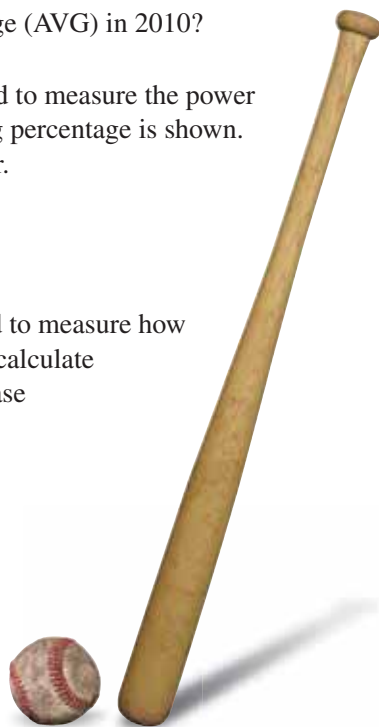 ge (AVG) in 2010?
d to measure the power
g percentage is shown.
r.
d to measure how
calculate
ase